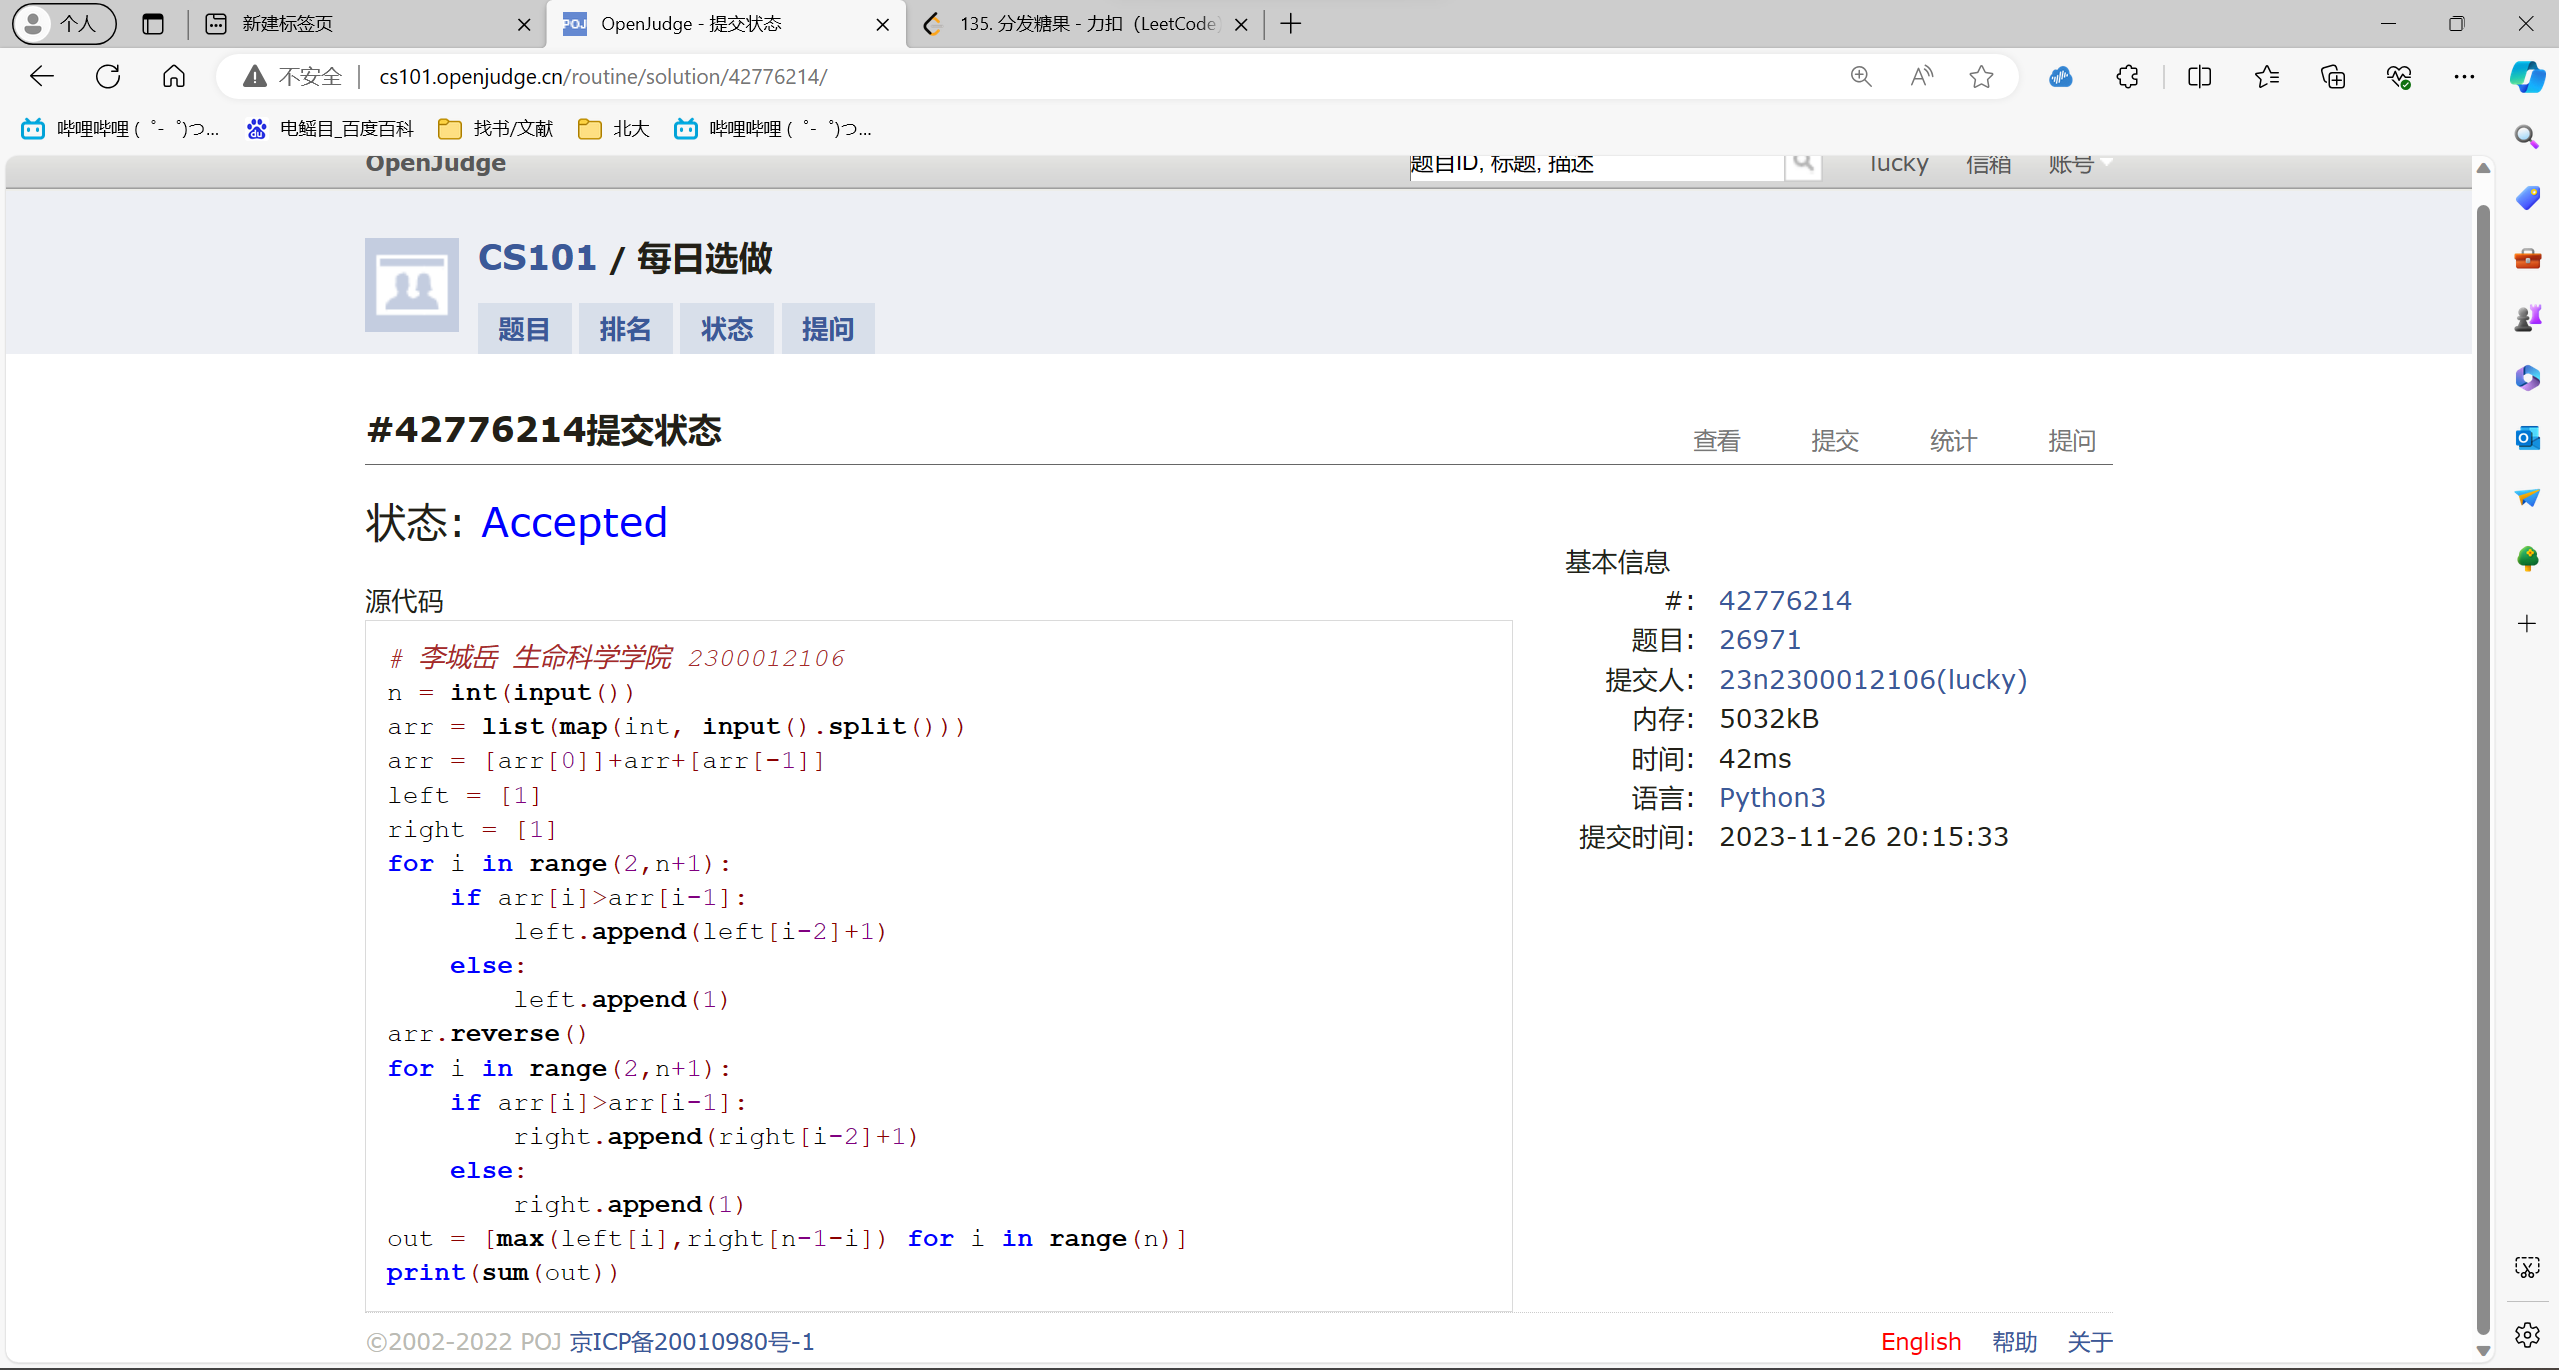 个人
新建标签页
OpenJudge - 提交状态
135. 分发糖果 - 力扣（LeetCode）
不安全
cs101.openjudge.cn/routine/solution/42776214/
哔哩哔哩 (゜-゜)つ...
电鳐目_百度百科
找书/文献
北大
哔哩哔哩 (゜-゜)つ...
OpenJudge
题目ID, 标题, 描述
lucky 信箱 账号
CS101 / 每日选做
题目 排名 状态 提问
#42776214提交状态
查看 提交 统计 提问
状态: Accepted
源代码
# 李城岳 生命科学学院 2300012106
n = int(input())
arr = list(map(int, input().split()))
arr = [arr[0]]+arr+[arr[-1]]
left = [1]
right = [1]
for i in range(2,n+1):
    if arr[i]>arr[i-1]:
        left.append(left[i-2]+1)
    else:
        left.append(1)
arr.reverse()
for i in range(2,n+1):
    if arr[i]>arr[i-1]:
        right.append(right[i-2]+1)
    else:
        right.append(1)
out = [max(left[i],right[n-1-i]) for i in range(n)]
print(sum(out))
基本信息
#: 42776214
题目: 26971
提交人: 23n2300012106(lucky)
内存: 5032kB
时间: 42ms
语言: Python3
提交时间: 2023-11-26 20:15:33
©2002-2022 POJ 京ICP备20010980号-1
English 帮助 关于